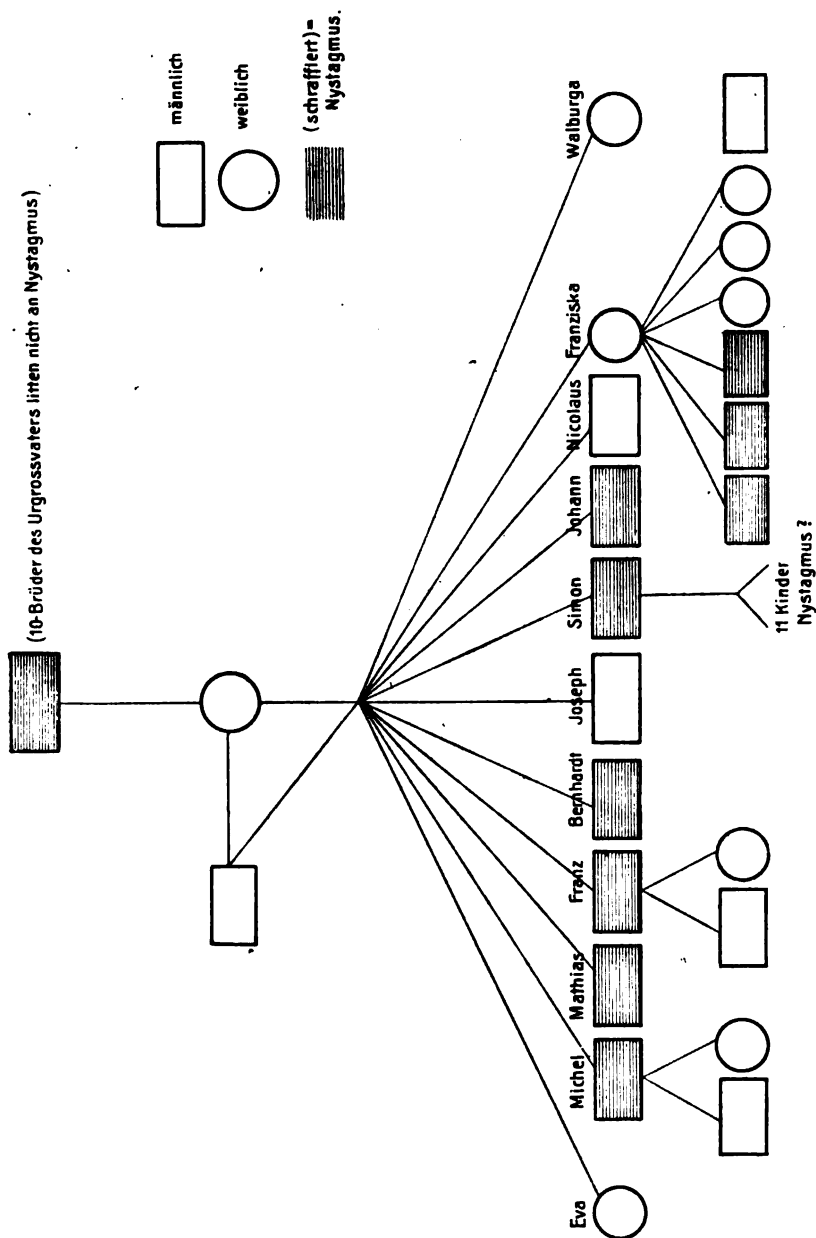 (10 Brüder des Urgrossvaters litten nicht an Nystagmus)
männlich
weiblich
(schraffiert)=
Nystagmus.
Eva
Michel
Mathias
Franz
Bernhardt
Joseph
Simon
Johann
Nicolaus
Franziska
Walburga
11 Kinder
Nystagmus?